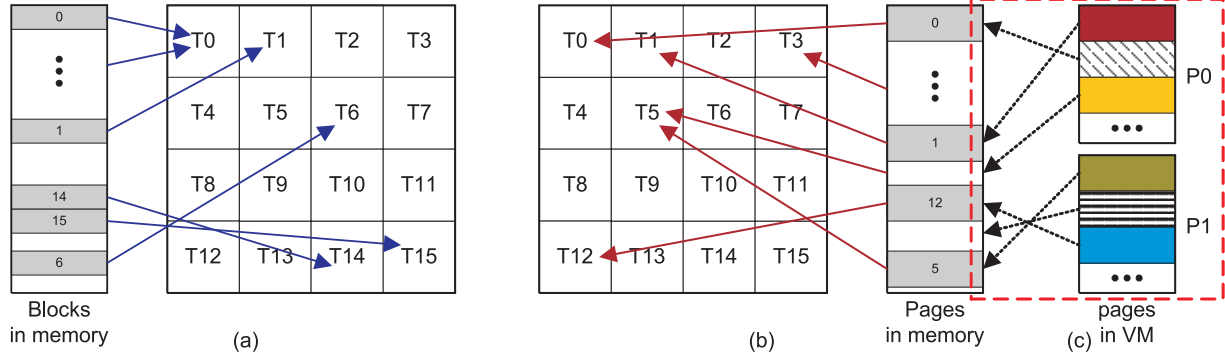 0
•••
1
14
15
6
Blocks
in memory
T0 T1 T2 T3
T4 T5 T6 T7
T8 T9 T10 T11
T12 T13 T14 T15
(a)
T0 T1 T2 T3
T4 T5 T6 T7
T8 T9 T10 T11
T12 T13 T14 T15
(b)
0
•••
1
12
5
Pages
in memory
P0
•••
P1
•••
(c)
pages
in VM